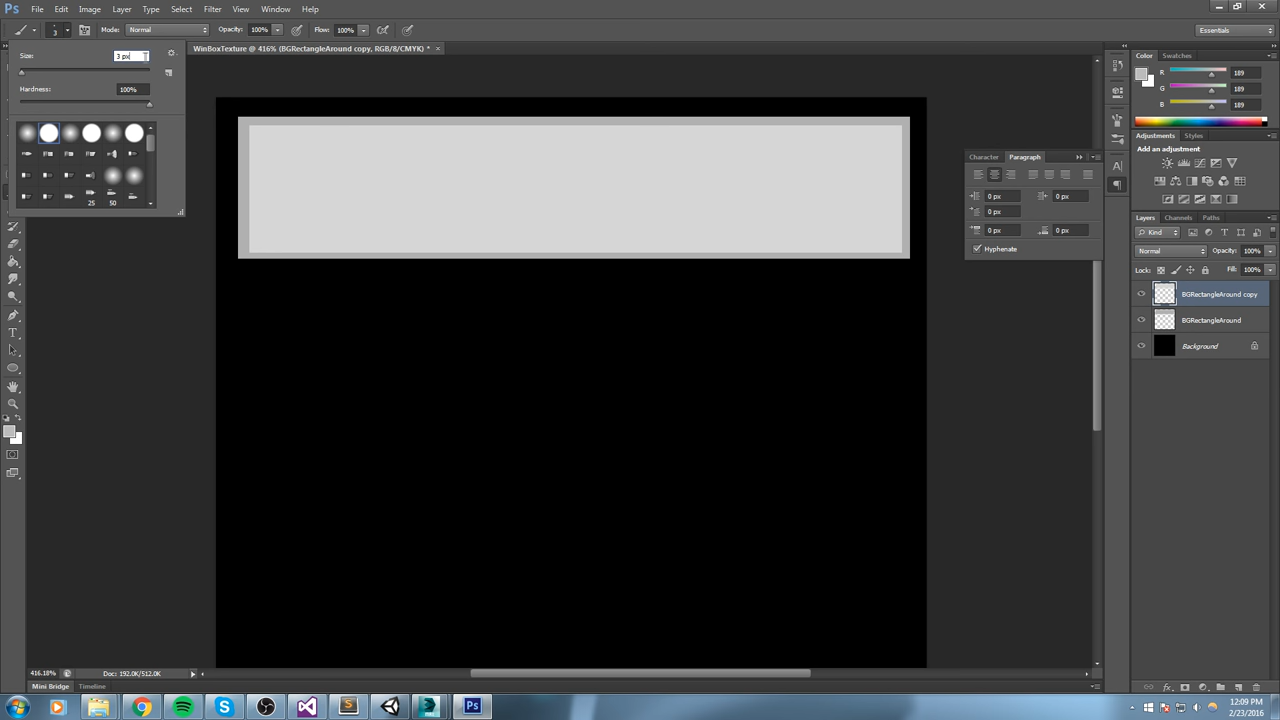 Ps File Edit Image Layer Type Select Filter View Window Help
3 Mode: Normal Opacity: 100% Flow: 100% Essentials
WinBoxTexture @ 416% (BGRectangleAround copy, RGB/8/CMYK) * ×
Size: 3 px
Hardness: 100%
25 50
Color Swatches
R 189
G 189
B 189
Adjustments Styles
Add an adjustment
Character Paragraph
0 px 0 px
0 px
0 px 0 px
Hyphenate
Layers Channels Paths
Kind
Normal Opacity: 100%
Lock: Fill: 100%
BGRectangleAround copy
BGRectangleAround
Background
416.18% Doc: 192.0K/512.0K
Mini Bridge Timeline
Ps
12:09 PM
2/23/2016